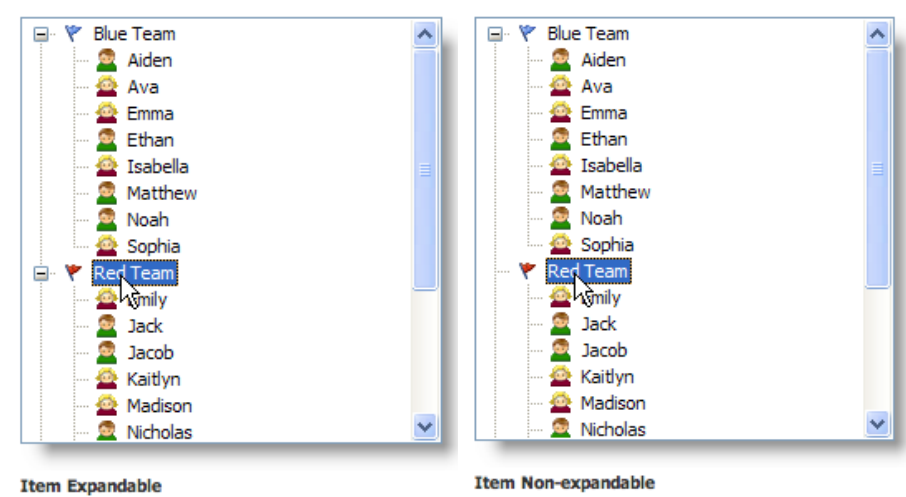 Blue Team
Aiden
Ava
Emma
Ethan
Isabella
Matthew
Noah
Sophia
Red Team
Emily
Jack
Jacob
Kaitlyn
Madison
Nicholas
Item Expandable
Blue Team
Aiden
Ava
Emma
Ethan
Isabella
Matthew
Noah
Sophia
Red Team
Emily
Jack
Jacob
Kaitlyn
Madison
Nicholas
Item Non-expandable